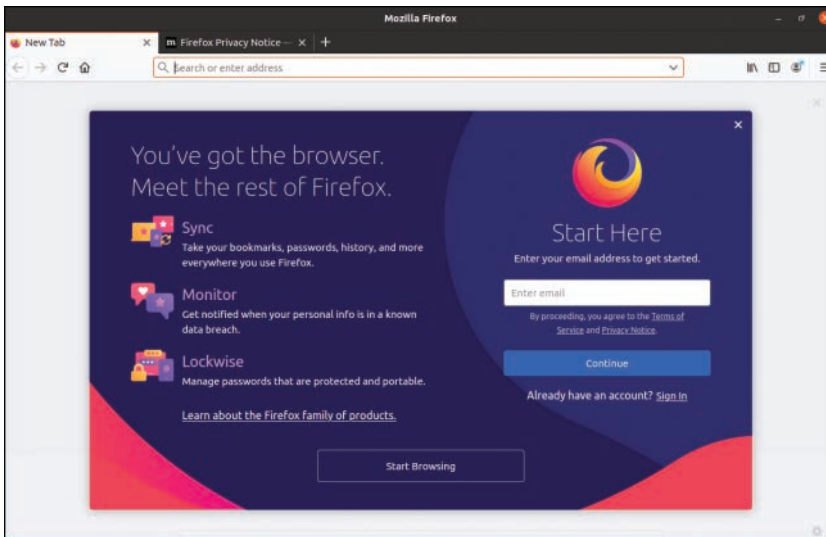 Mozilla Firefox
New Tab
Firefox Privacy Notice —
Search or enter address
You've got the browser.
Meet the rest of Firefox.
Sync
Take your bookmarks, passwords, history, and more
everywhere you use Firefox.
Monitor
Get notified when your personal info is in a known
data breach.
Lockwise
Manage passwords that are protected and portable.
Learn about the Firefox family of products.
Start Here
Enter your email address to get started.
Enter email
By proceeding, you agree to the Terms of
Service and Privacy Notice.
Continue
Already have an account? Sign In
Start Browsing